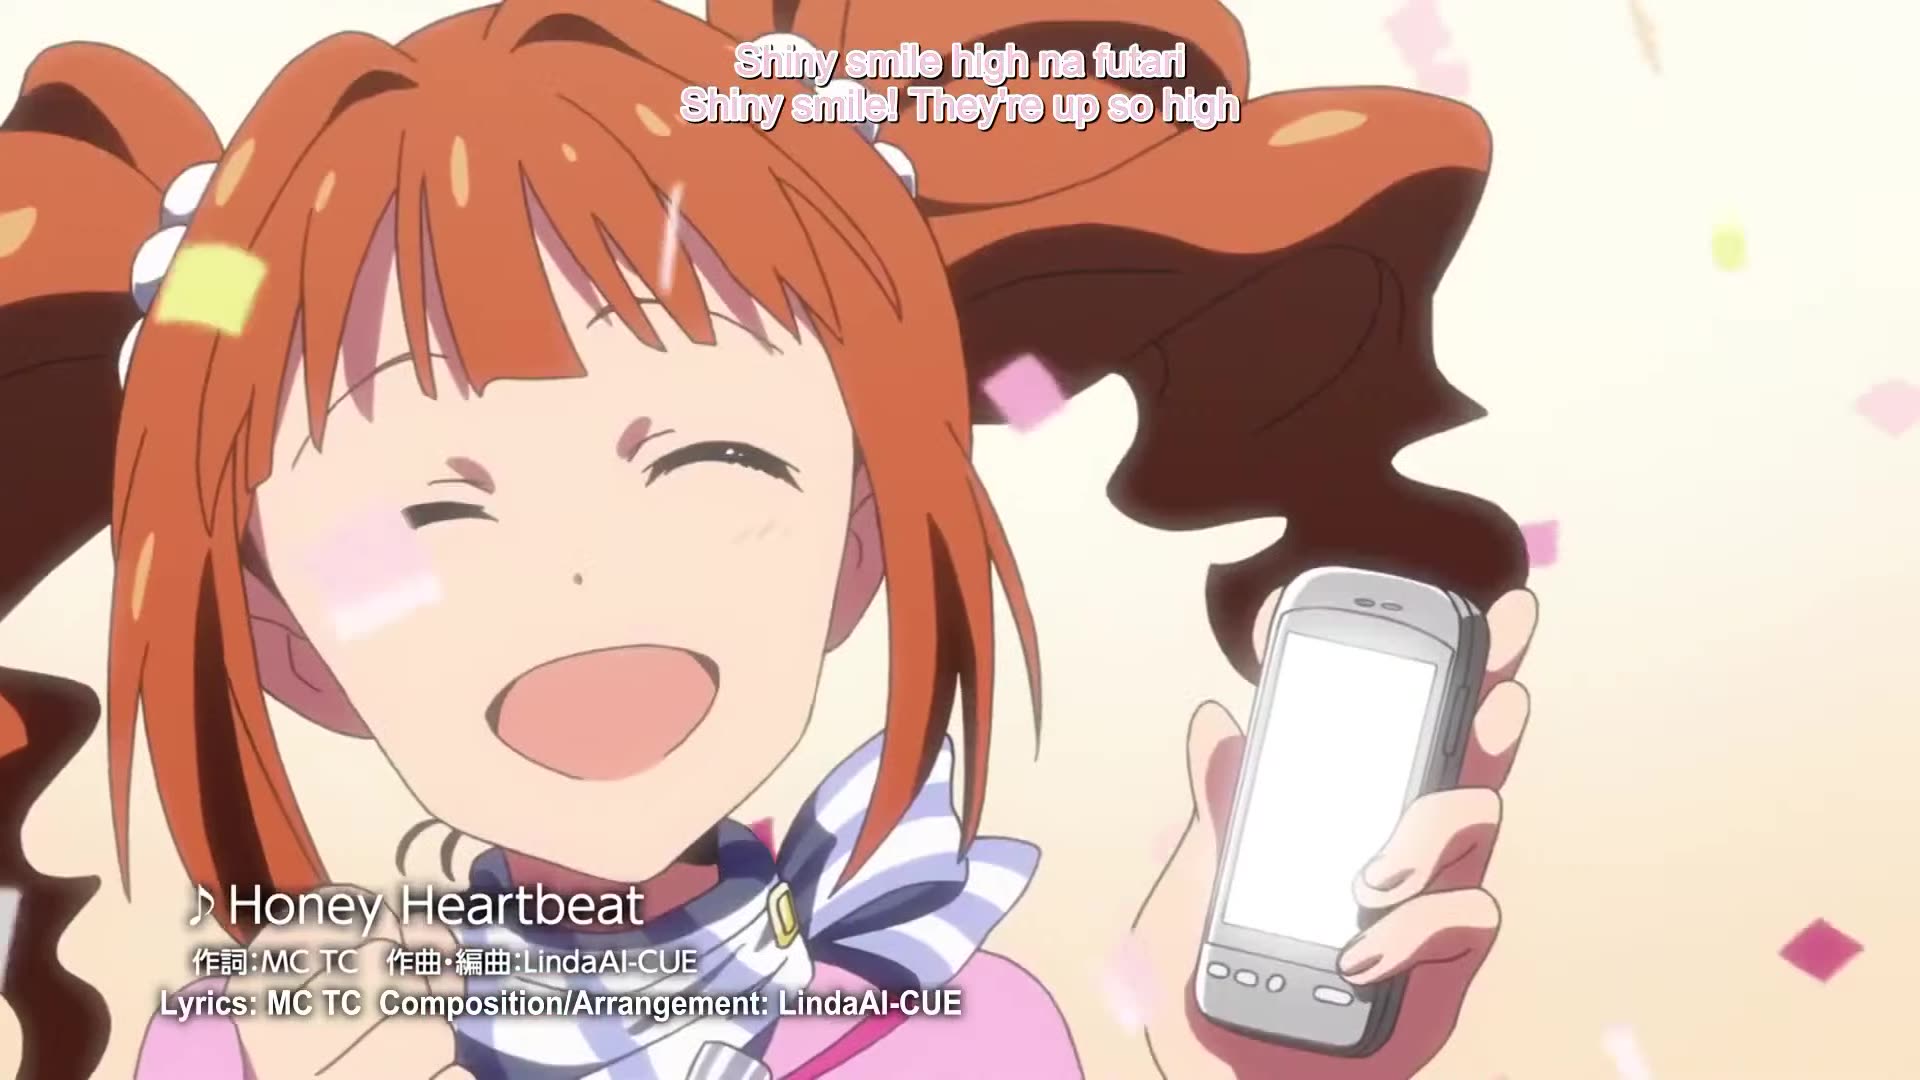 Shiny smile high na futari
Shiny smile! They're up so high
♪Honey Heartbeat
作詞:MC TC 作曲・編曲:LindaAI-CUE
Lyrics: MC TC  Composition/Arrangement: LindaAI-CUE